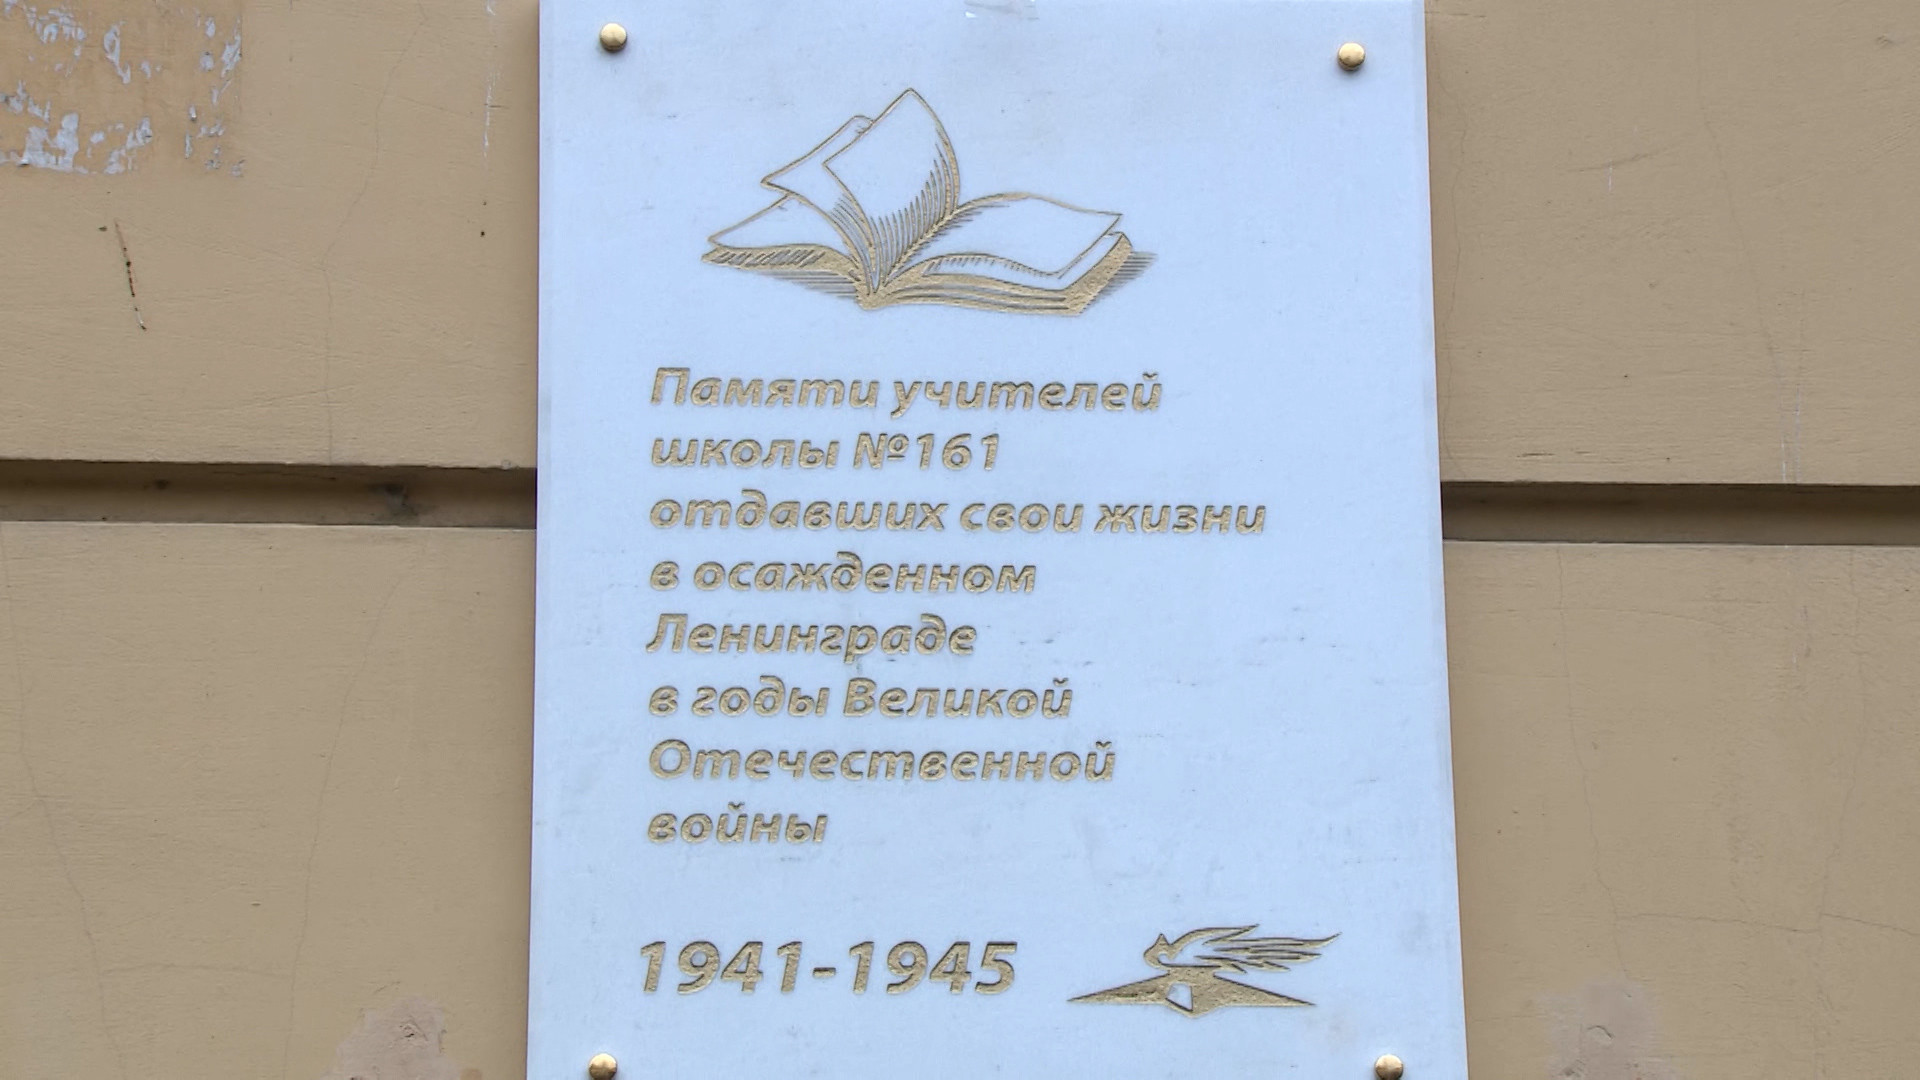 Памяти учителей
школы №161
отдавших свои жизни
в осажденном
Ленинграде
в годы Великой
Отечественной
войны
1941-1945